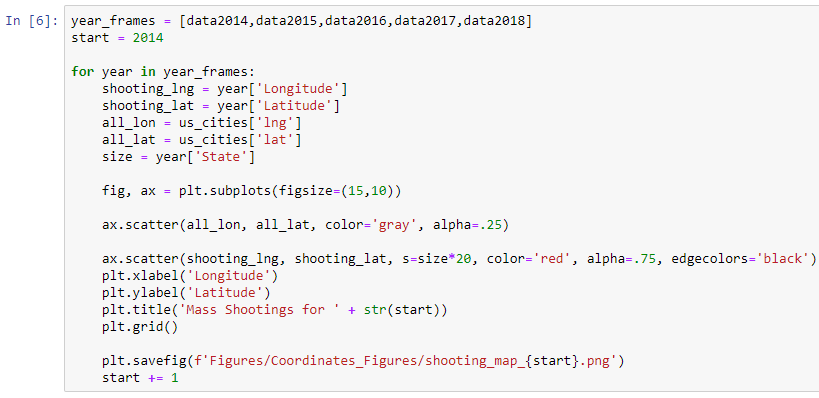 In [6]: year_frames = [data2014,data2015,data2016,data2017,data2018]
start = 2014

for year in year_frames:
    shooting_lng = year['Longitude']
    shooting_lat = year['Latitude']
    all_lon = us_cities['lng']
    all_lat = us_cities['lat']
    size = year['State']

    fig, ax = plt.subplots(figsize=(15,10))

    ax.scatter(all_lon, all_lat, color='gray', alpha=.25)

    ax.scatter(shooting_lng, shooting_lat, s=size*20, color='red', alpha=.75, edgecolors='black')
    plt.xlabel('Longitude')
    plt.ylabel('Latitude')
    plt.title('Mass Shootings for ' + str(start))
    plt.grid()

    plt.savefig(f'Figures/Coordinates_Figures/shooting_map_{start}.png')
    start += 1